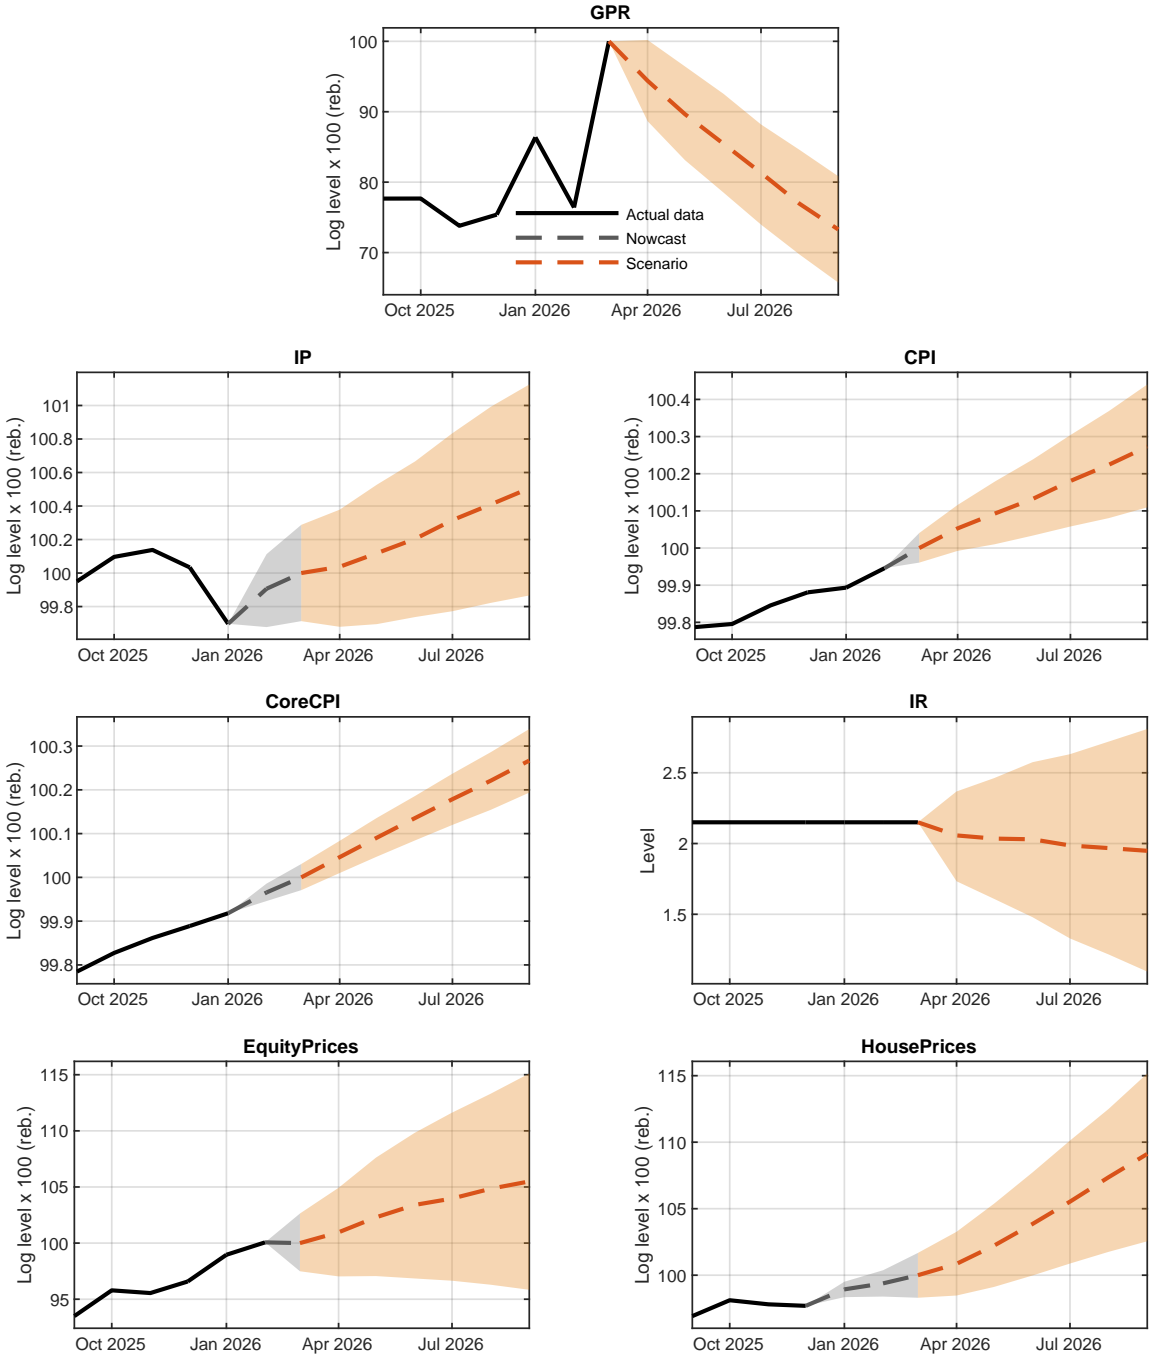 GPR
Log level x 100 (reb.)
100
90
80
70
Actual data
Nowcast
Scenario
Oct 2025 Jan 2026 Apr 2026 Jul 2026
IP
Log level x 100 (reb.)
101
100.8
100.6
100.4
100.2
100
99.8
Oct 2025 Jan 2026 Apr 2026 Jul 2026
CPI
Log level x 100 (reb.)
100.4
100.3
100.2
100.1
100
99.9
99.8
Oct 2025 Jan 2026 Apr 2026 Jul 2026
CoreCPI
Log level x 100 (reb.)
100.3
100.2
100.1
100
99.9
99.8
Oct 2025 Jan 2026 Apr 2026 Jul 2026
IR
Level
2.5
2
1.5
Oct 2025 Jan 2026 Apr 2026 Jul 2026
EquityPrices
Log level x 100 (reb.)
115
110
105
100
95
Oct 2025 Jan 2026 Apr 2026 Jul 2026
HousePrices
Log level x 100 (reb.)
115
110
105
100
Oct 2025 Jan 2026 Apr 2026 Jul 2026